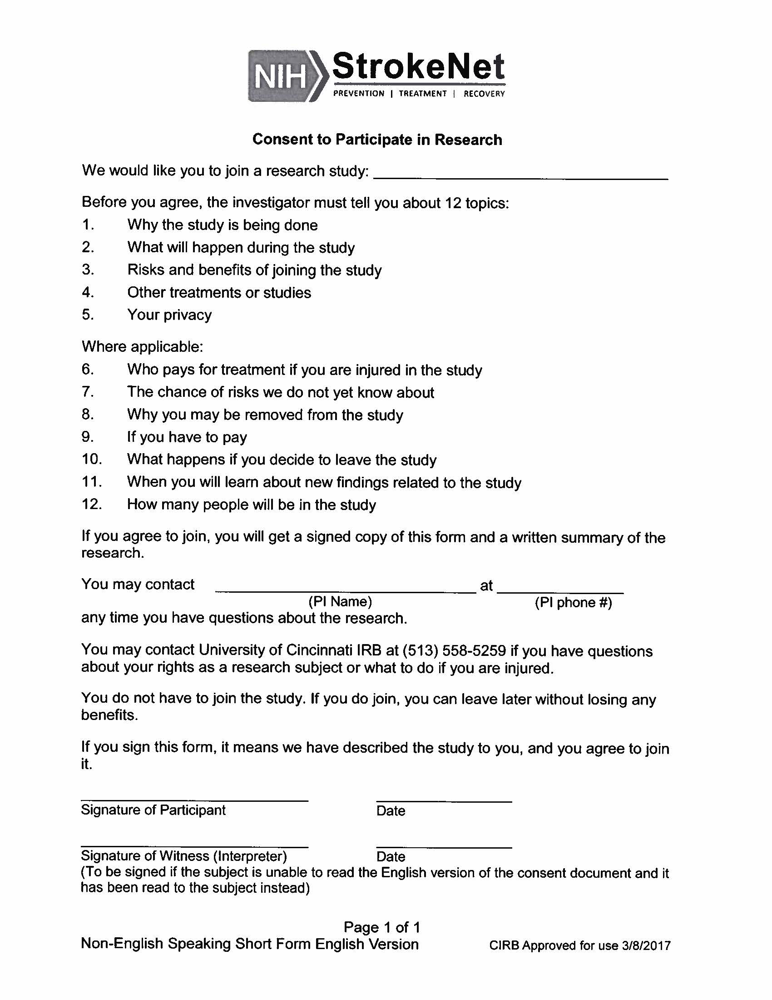 NIH StrokeNet
PREVENTION | TREATMENT | RECOVERY
Consent to Participate in Research
We would like you to join a research study:
Before you agree, the investigator must tell you about 12 topics:
1. Why the study is being done
2. What will happen during the study
3. Risks and benefits of joining the study
4. Other treatments or studies
5. Your privacy
Where applicable:
6. Who pays for treatment if you are injured in the study
7. The chance of risks we do not yet know about
8. Why you may be removed from the study
9. If you have to pay
10. What happens if you decide to leave the study
11. When you will learn about new findings related to the study
12. How many people will be in the study
If you agree to join, you will get a signed copy of this form and a written summary of the
research.
You may contact at
(PI Name) (PI phone #)
any time you have questions about the research.
You may contact University of Cincinnati IRB at (513) 558-5259 if you have questions
about your rights as a research subject or what to do if you are injured.
You do not have to join the study. If you do join, you can leave later without losing any
benefits.
If you sign this form, it means we have described the study to you, and you agree to join
it.
Signature of Participant Date
Signature of Witness (Interpreter) Date
(To be signed if the subject is unable to read the English version of the consent document and it
has been read to the subject instead)
Page 1 of 1
Non-English Speaking Short Form English Version CIRB Approved for use 3/8/2017